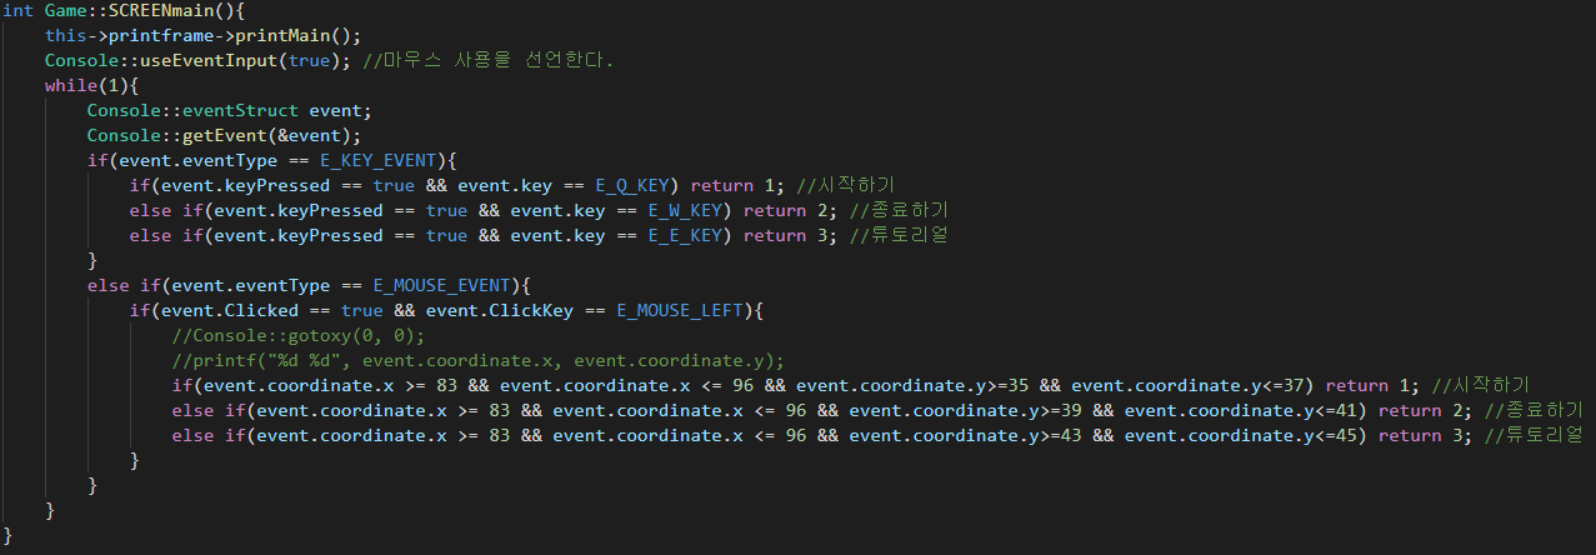 int Game::SCREENmain(){
    this->printframe->printMain();
    Console::useEventInput(true); //마우스 사용을 선언한다.
    while(1){
        Console::eventStruct event;
        Console::getEvent(&event);
        if(event.eventType == E_KEY_EVENT){
            if(event.keyPressed == true && event.key == E_Q_KEY) return 1; //시작하기
            else if(event.keyPressed == true && event.key == E_W_KEY) return 2; //종료하기
            else if(event.keyPressed == true && event.key == E_E_KEY) return 3; //튜토리얼
        }
        else if(event.eventType == E_MOUSE_EVENT){
            if(event.Clicked == true && event.ClickKey == E_MOUSE_LEFT){
                //Console::gotoxy(0, 0);
                //printf("%d %d", event.coordinate.x, event.coordinate.y);
                if(event.coordinate.x >= 83 && event.coordinate.x <= 96 && event.coordinate.y>=35 && event.coordinate.y<=37) return 1; //시작하기
                else if(event.coordinate.x >= 83 && event.coordinate.x <= 96 && event.coordinate.y>=39 && event.coordinate.y<=41) return 2; //종료하기
                else if(event.coordinate.x >= 83 && event.coordinate.x <= 96 && event.coordinate.y>=43 && event.coordinate.y<=45) return 3; //튜토리얼
            }
        }
    }
}